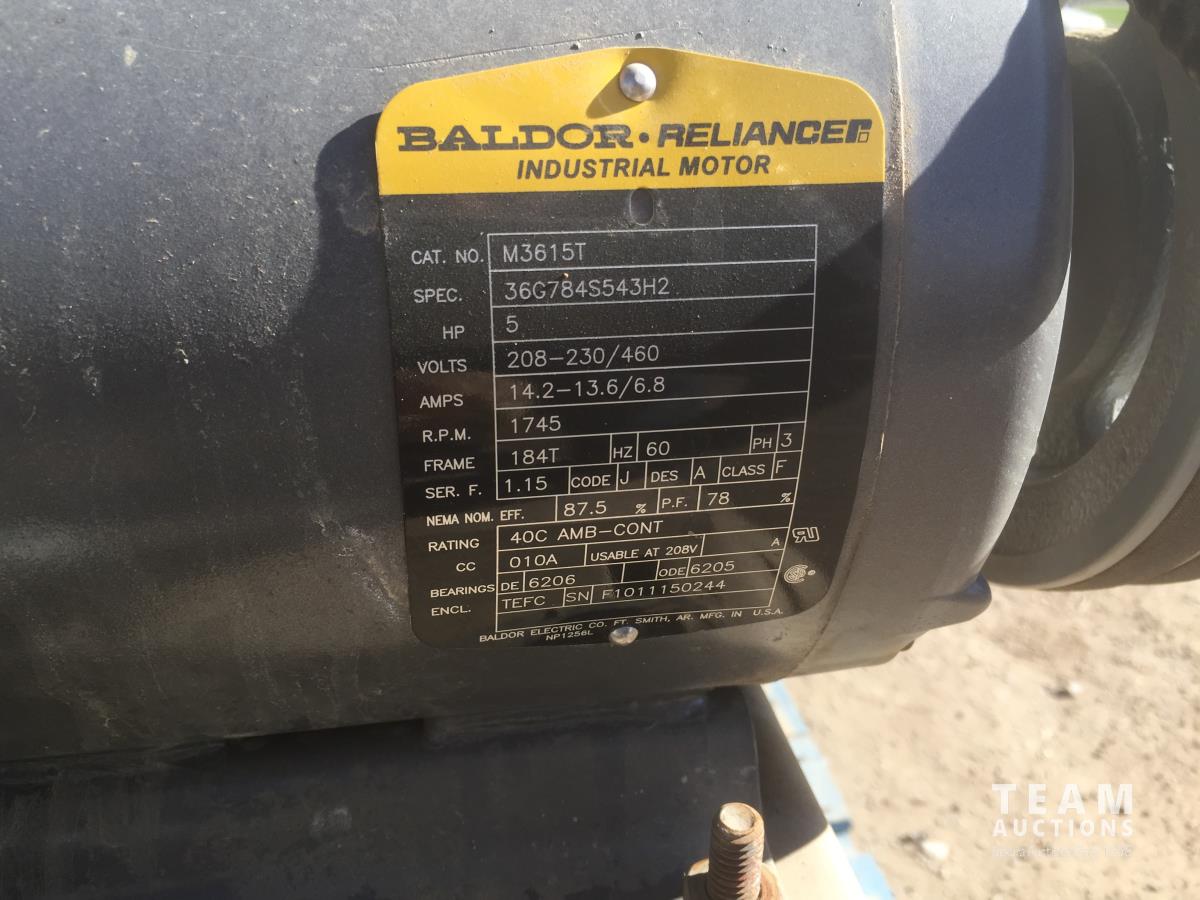 BALDOR • RELIANCE
INDUSTRIAL MOTOR
CAT. NO. M3615T
SPEC. 36G784S543H2
HP 5
VOLTS 208-230/460
AMPS 14.2-13.6/6.8
R.P.M. 1745
FRAME 184T HZ 60 PH 3
SER. F. 1.15 CODE J DES A CLASS F
NEMA NOM. EFF. 87.5 % P.F. 78 %
RATING 40C AMB-CONT
CC 010A USABLE AT 208V A
BEARINGS DE 6206 ODE 6205
ENCL. TEFC SN F1011150244
BALDOR ELECTRIC CO. FT. SMITH, AR. MFG. IN U.S.A.
NP1256L
TEAM
AUCTIONS